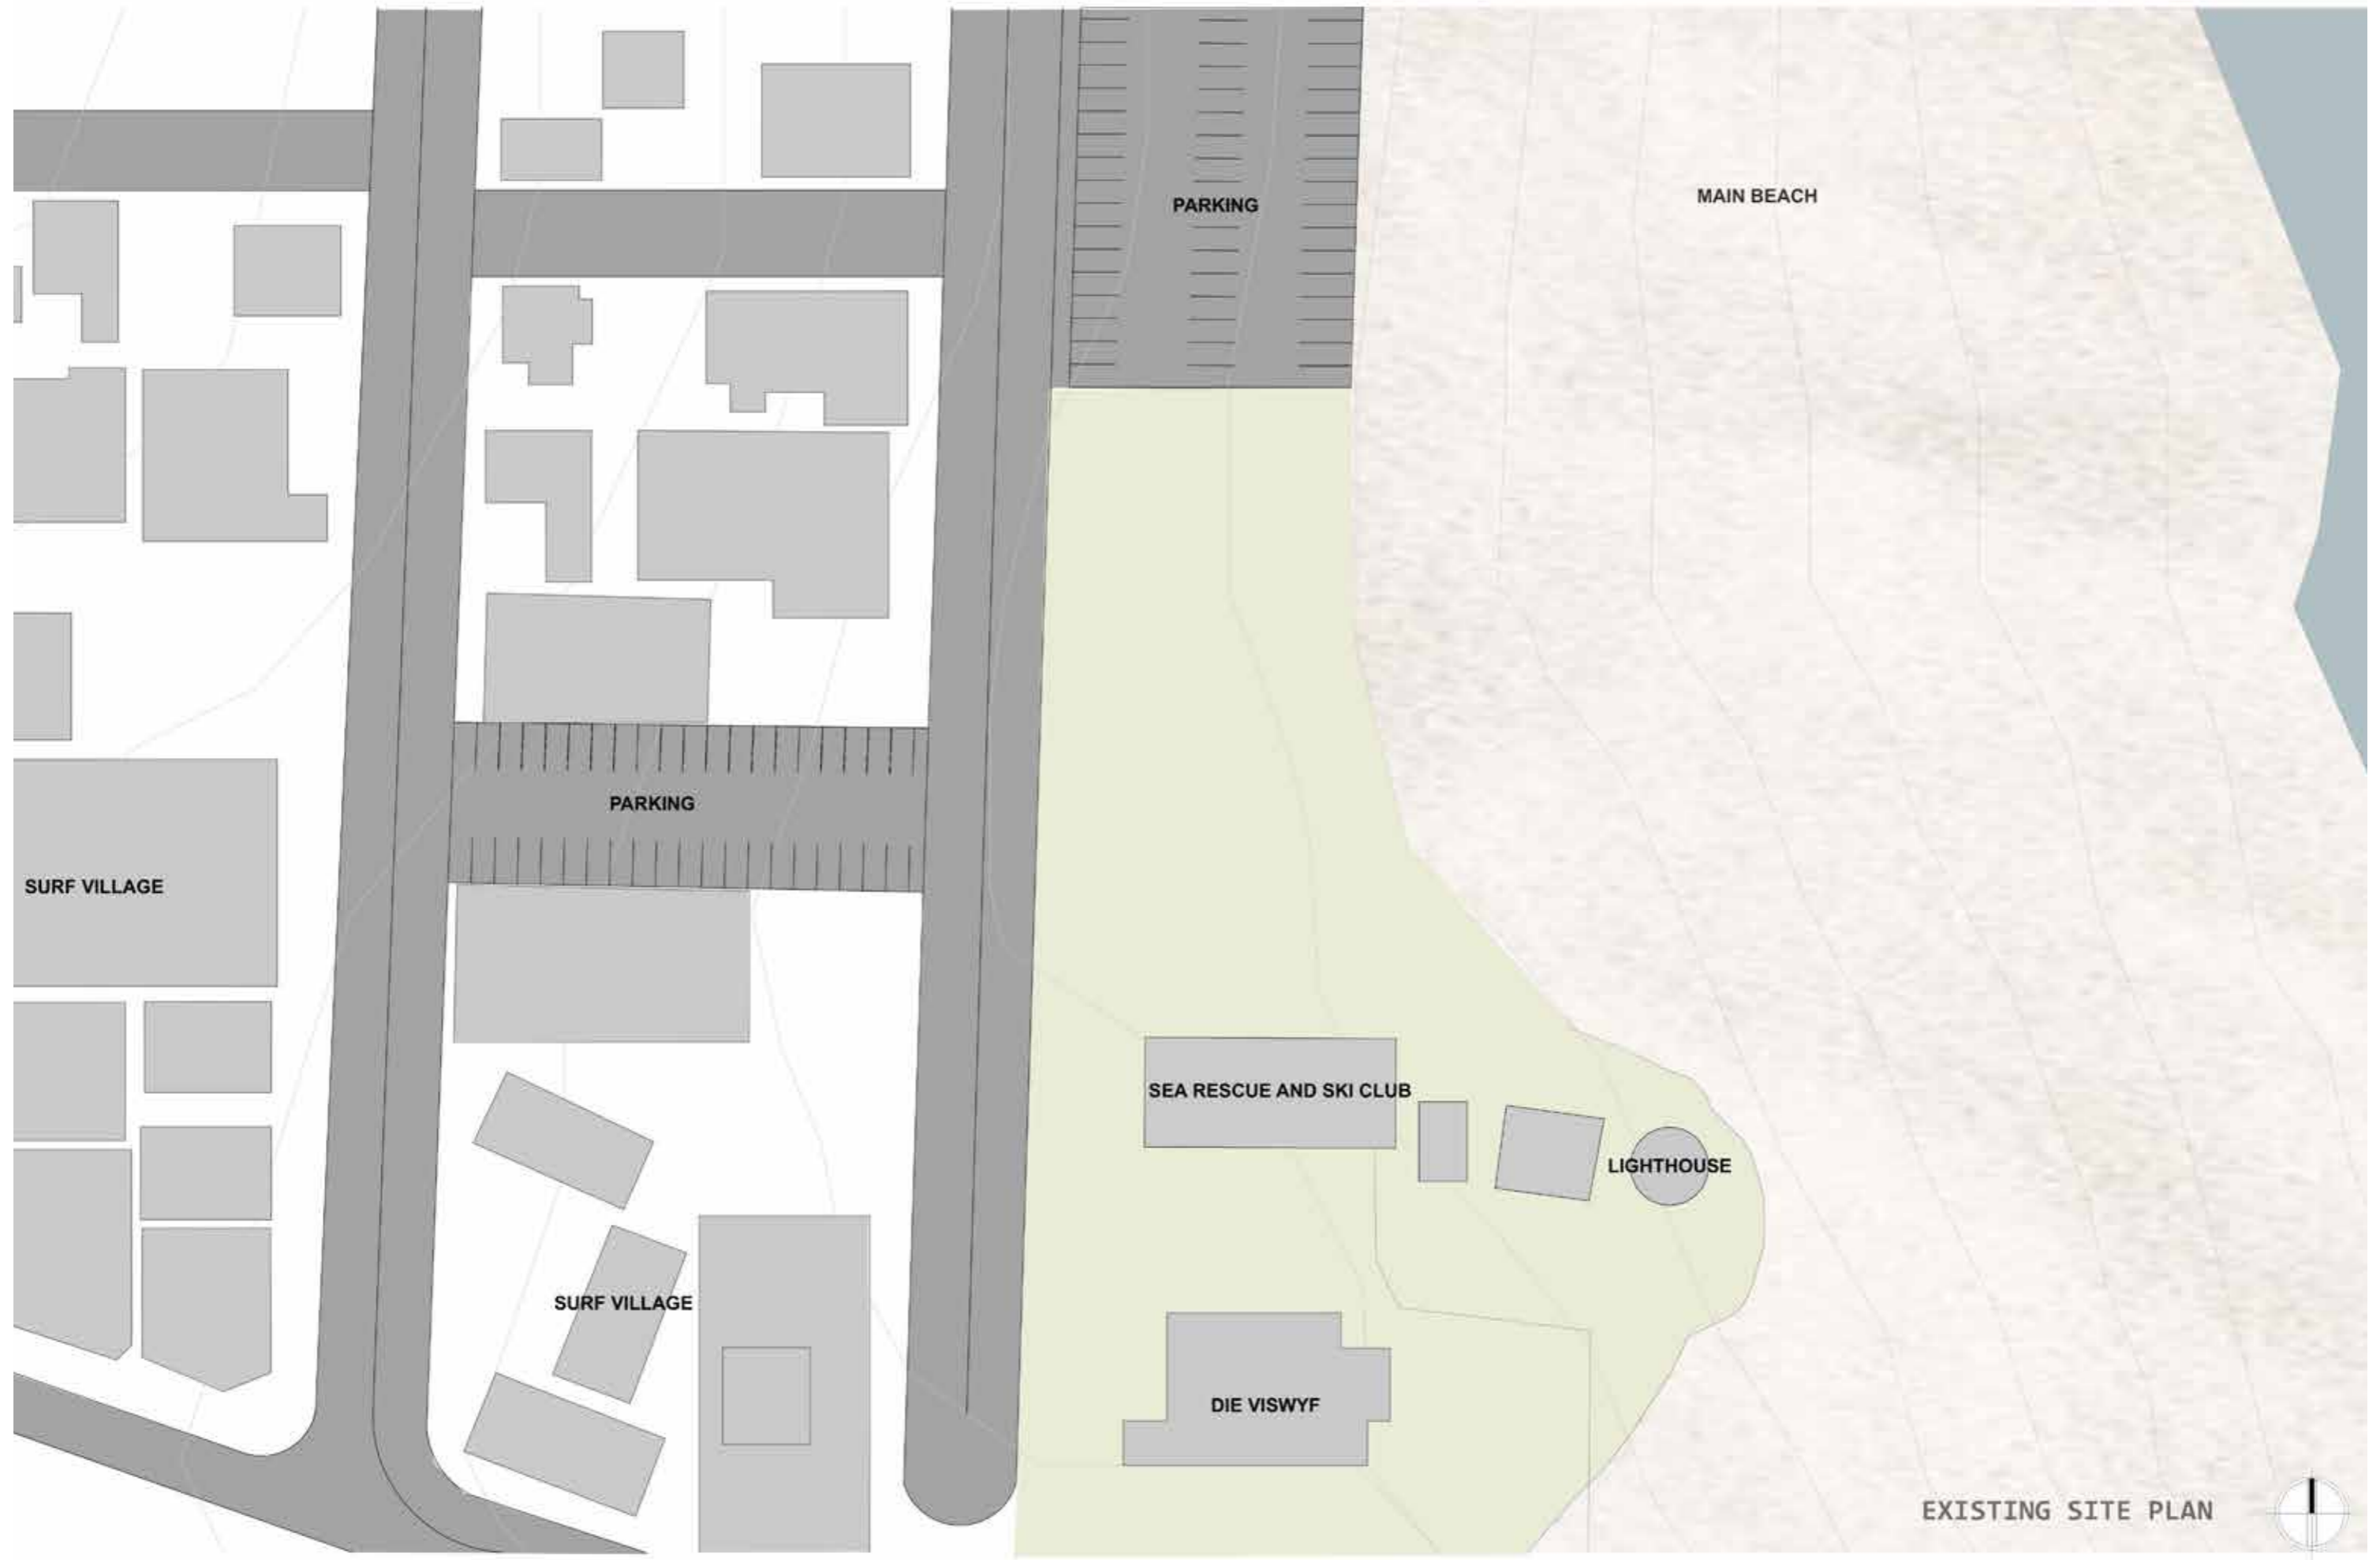 MAIN BEACH
PARKING
PARKING
SURF VILLAGE
SEA RESCUE AND SKI CLUB
LIGHTHOUSE
SURF VILLAGE
DIE VISWYF
EXISTING SITE PLAN